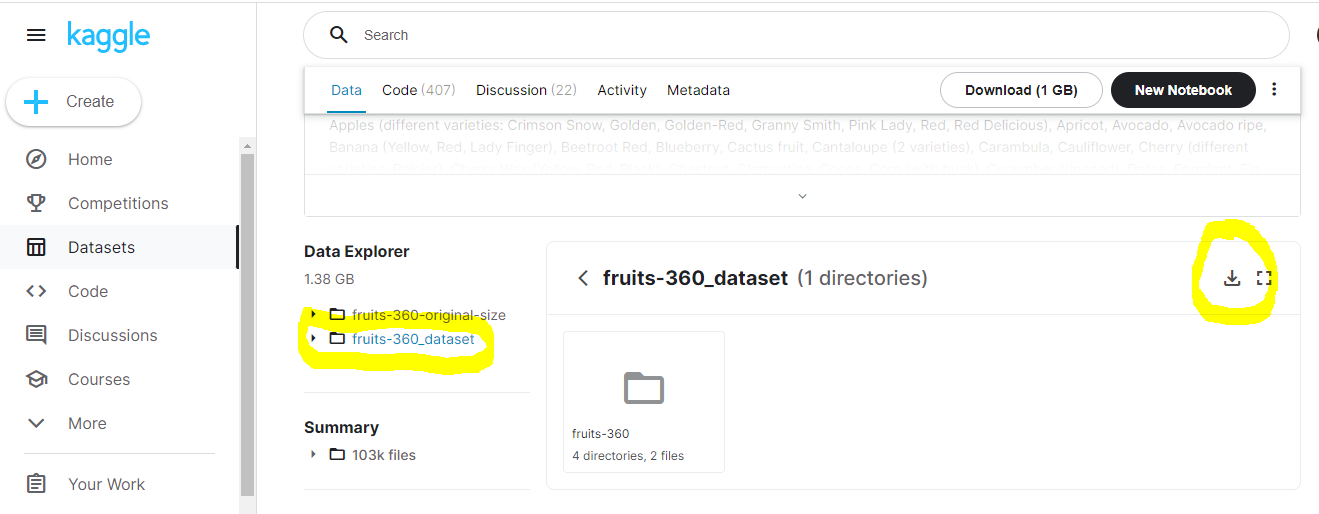 kaggle
Search
Create
Data Code (407) Discussion (22) Activity Metadata Download (1 GB) New Notebook
Apples (different varieties: Crimson Snow, Golden, Golden-Red, Granny Smith, Pink Lady, Red, Red Delicious), Apricot, Avocado, Avocado ripe,
Banana (Yellow, Red, Lady Finger), Beetroot Red, Blueberry, Cactus fruit, Cantaloupe (2 varieties), Carambula, Cauliflower, Cherry (different
Home
Competitions
Datasets
Code
Discussions
Courses
More
Your Work
Data Explorer
1.38 GB
fruits-360-original-size
fruits-360_dataset
Summary
103k files
fruits-360_dataset (1 directories)
fruits-360
4 directories, 2 files